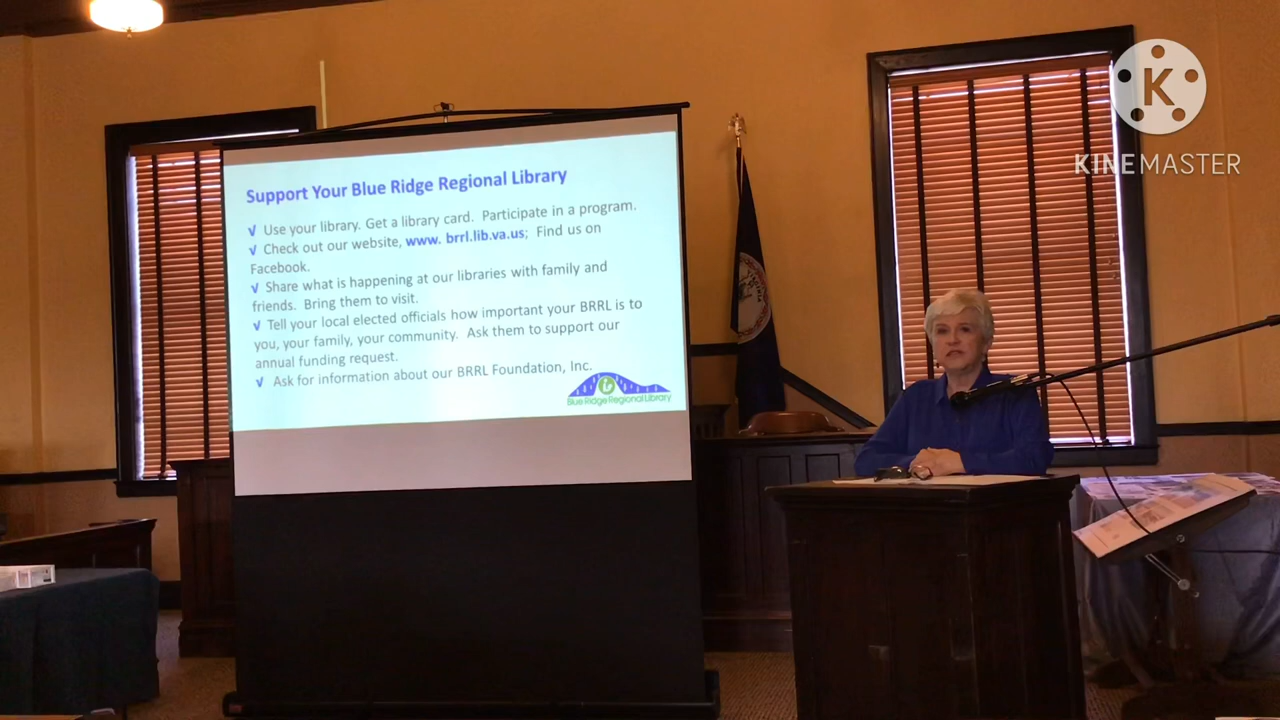 Support Your Blue Ridge Regional Library
√ Use your library. Get a library card. Participate in a program.
√ Check out our website, www. brrl.lib.va.us; Find us on
Facebook.
√ Share what is happening at our libraries with family and
friends. Bring them to visit.
√ Tell your local elected officials how important your BRRL is to
you, your family, your community. Ask them to support our
annual funding request.
√ Ask for information about our BRRL Foundation, Inc.
Blue Ridge Regional Library
K
KINEMASTER